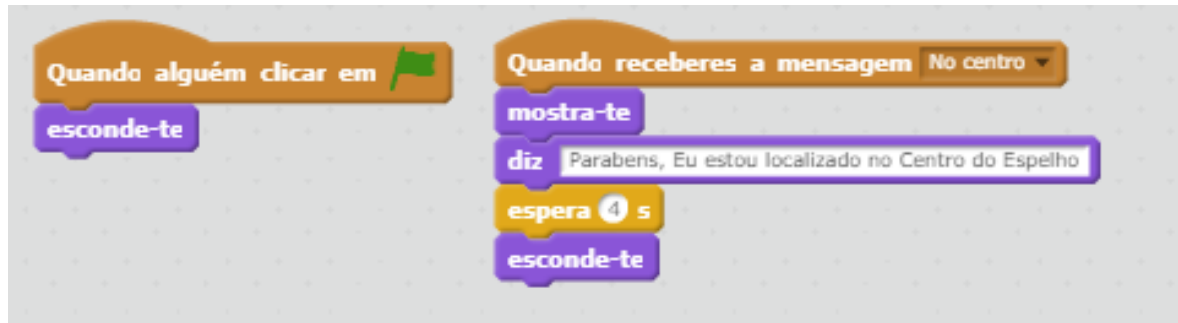 Quando alguém clicar em
esconde-te
Quando receberes a mensagem No centro
mostra-te
diz Parabens, Eu estou localizado no Centro do Espelho
espera 4 s
esconde-te